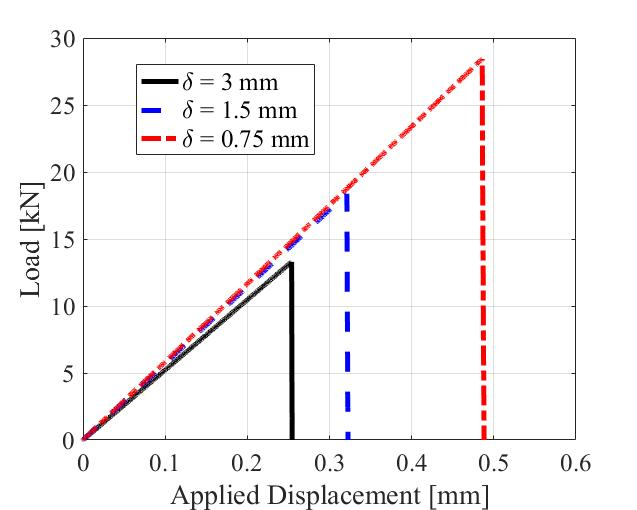 30
25
20
15
10
5
0
Load [kN]
δ = 3 mm
δ = 1.5 mm
δ = 0.75 mm
0 0.1 0.2 0.3 0.4 0.5 0.6
Applied Displacement [mm]